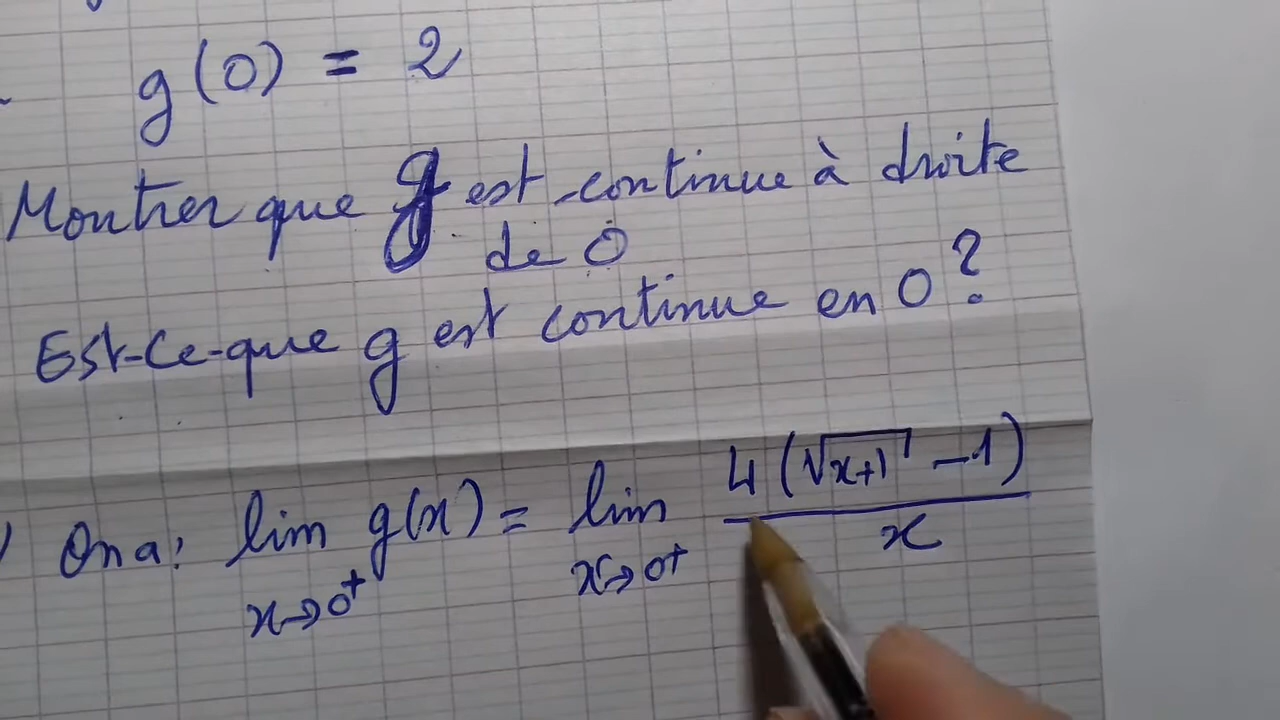 g(0) = 2
Montrer que g est continue à droite
de 0
Est-ce-que g est continue en 0 ?
) On a : lim g(x) = lim 4(√x+1 -1)
x→0+ x→0+ x